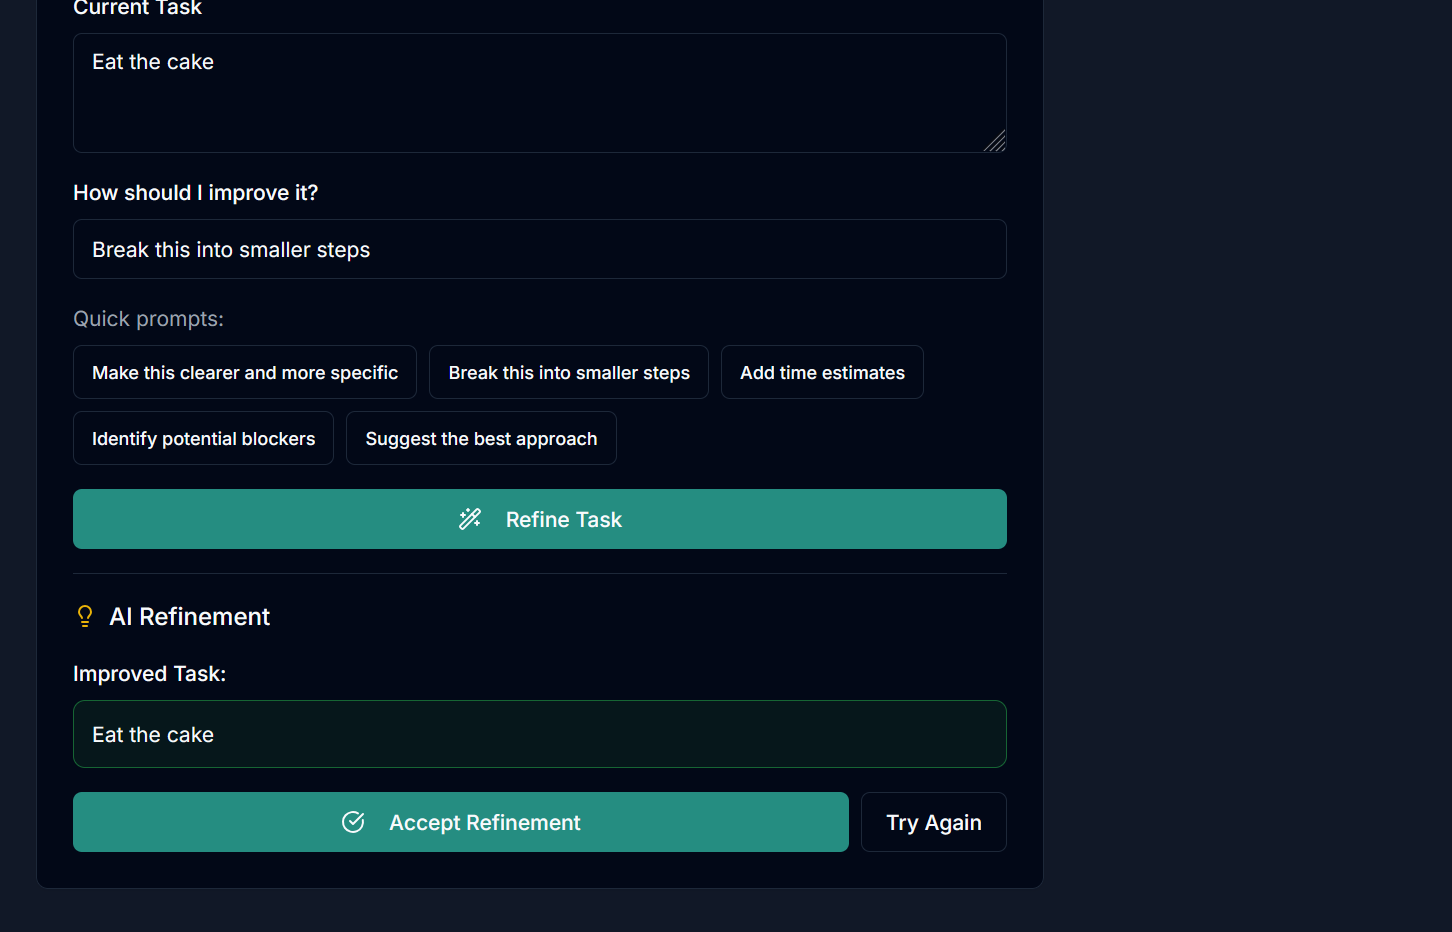 Current Task
Eat the cake
How should I improve it?
Break this into smaller steps
Quick prompts:
Make this clearer and more specific
Break this into smaller steps
Add time estimates
Identify potential blockers
Suggest the best approach
Refine Task
AI Refinement
Improved Task:
Eat the cake
Accept Refinement
Try Again